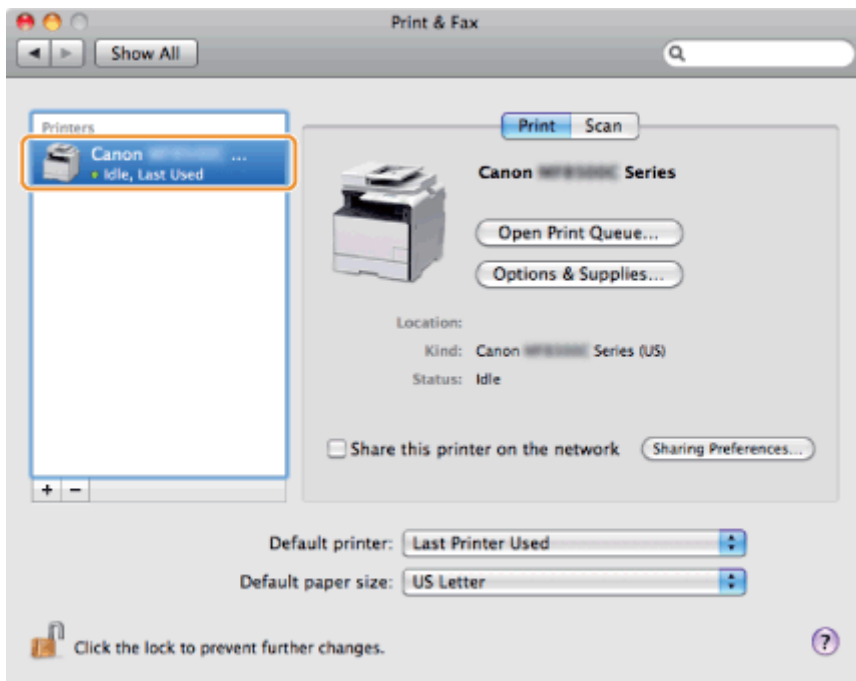 Print & Fax
Show All
Printers
Canon ...
Idle, Last Used
Print Scan
Canon Series
Open Print Queue...
Options & Supplies...
Location:
Kind: Canon Series (US)
Status: Idle
Share this printer on the network Sharing Preferences...
+ −
Default printer: Last Printer Used
Default paper size: US Letter
Click the lock to prevent further changes. ?